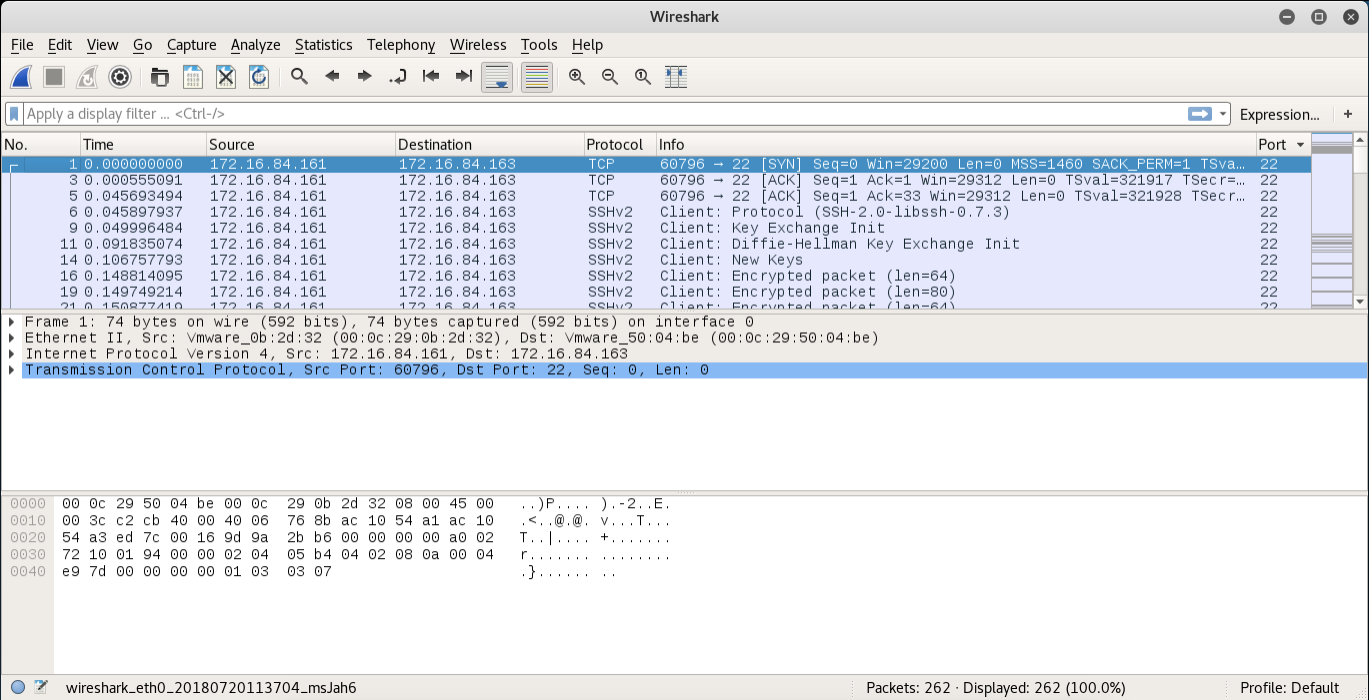 Wireshark
File Edit View Go Capture Analyze Statistics Telephony Wireless Tools Help
Apply a display filter ... <Ctrl-/> Expression... +
No. Time Source Destination Protocol Info Port
1 0.000000000 172.16.84.161 172.16.84.163 TCP 60796 → 22 [SYN] Seq=0 Win=29200 Len=0 MSS=1460 SACK_PERM=1 TSva… 22
3 0.000555091 172.16.84.161 172.16.84.163 TCP 60796 → 22 [ACK] Seq=1 Ack=1 Win=29312 Len=0 TSval=321917 TSecr=… 22
5 0.045693494 172.16.84.161 172.16.84.163 TCP 60796 → 22 [ACK] Seq=1 Ack=33 Win=29312 Len=0 TSval=321928 TSecr… 22
6 0.045897937 172.16.84.161 172.16.84.163 SSHv2 Client: Protocol (SSH-2.0-libssh-0.7.3) 22
9 0.049996484 172.16.84.161 172.16.84.163 SSHv2 Client: Key Exchange Init 22
11 0.091835074 172.16.84.161 172.16.84.163 SSHv2 Client: Diffie-Hellman Key Exchange Init 22
14 0.106757793 172.16.84.161 172.16.84.163 SSHv2 Client: New Keys 22
16 0.148814095 172.16.84.161 172.16.84.163 SSHv2 Client: Encrypted packet (len=64) 22
19 0.149749214 172.16.84.161 172.16.84.163 SSHv2 Client: Encrypted packet (len=80) 22
21 0.150877419 172.16.84.161 172.16.84.163 SSHv2 Client: Encrypted packet (len=64) 22
Frame 1: 74 bytes on wire (592 bits), 74 bytes captured (592 bits) on interface 0
Ethernet II, Src: Vmware_0b:2d:32 (00:0c:29:0b:2d:32), Dst: Vmware_50:04:be (00:0c:29:50:04:be)
Internet Protocol Version 4, Src: 172.16.84.161, Dst: 172.16.84.163
Transmission Control Protocol, Src Port: 60796, Dst Port: 22, Seq: 0, Len: 0
0000 00 0c 29 50 04 be 00 0c 29 0b 2d 32 08 00 45 00 ..)P.... ).-2..E.
0010 00 3c c2 cb 40 00 40 06 76 8b ac 10 54 a1 ac 10 .<..@.@. v...T...
0020 54 a3 ed 7c 00 16 9d 9a 2b b6 00 00 00 00 a0 02 T..|.... +.......
0030 72 10 01 94 00 00 02 04 05 b4 04 02 08 0a 00 04 r....... ........
0040 e9 7d 00 00 00 00 01 03 03 07 .}...... ..
wireshark_eth0_20180720113704_msJah6 Packets: 262 · Displayed: 262 (100.0%) Profile: Default